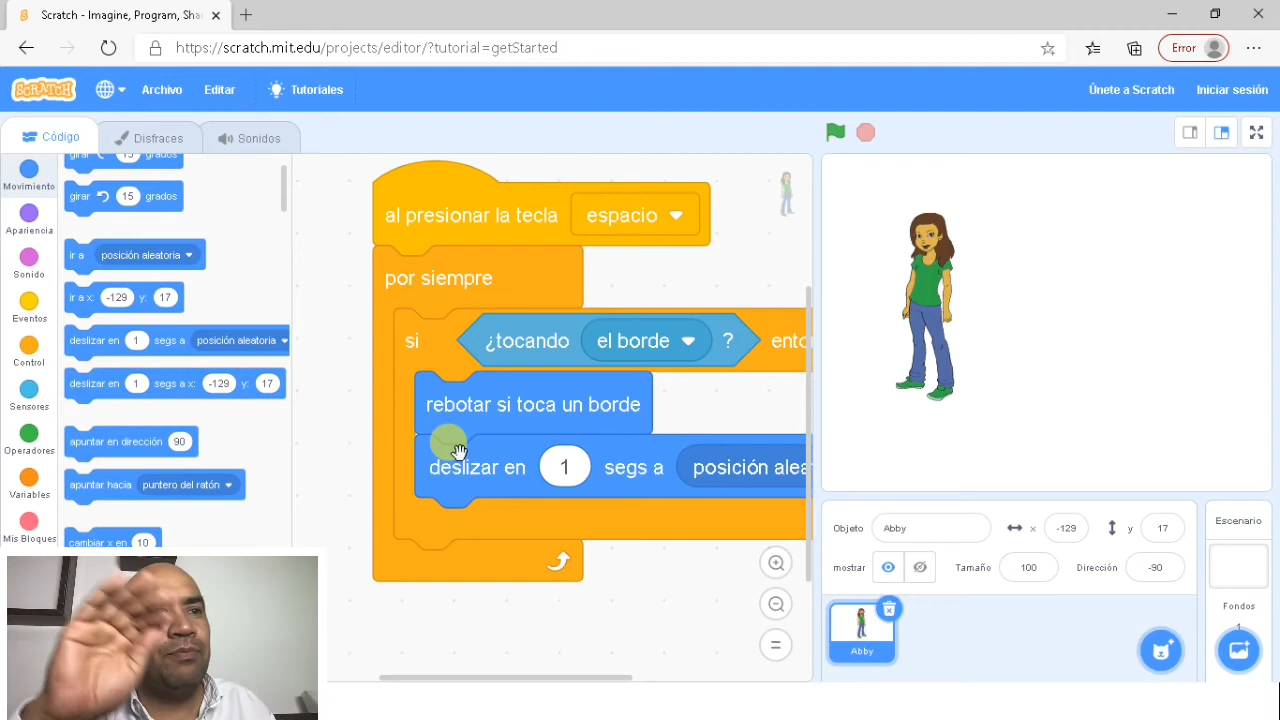 Scratch - Imagine, Program, Sha
https://scratch.mit.edu/projects/editor/?tutorial=getStarted
Error
SCRATCH
Archivo
Editar
Tutoriales
Únete a Scratch
Iniciar sesión
Código
Disfraces
Sonidos
Movimiento
Apariencia
Sonido
Eventos
Control
Sensores
Operadores
Variables
Mis Bloques
girar 15 grados
girar 15 grados
ir a posición aleatoria
ir a x: -129 y: 17
deslizar en 1 segs a posición aleatoria
deslizar en 1 segs a x: -129 y: 17
apuntar en dirección 90
apuntar hacia puntero del ratón
cambiar x en 10
al presionar la tecla espacio
por siempre
si ¿tocando el borde ? ento
rebotar si toca un borde
deslizar en 1 segs a posición alea
Objeto Abby x -129 y 17
mostrar Tamaño 100 Dirección -90
Abby
Escenario
Fondos
1